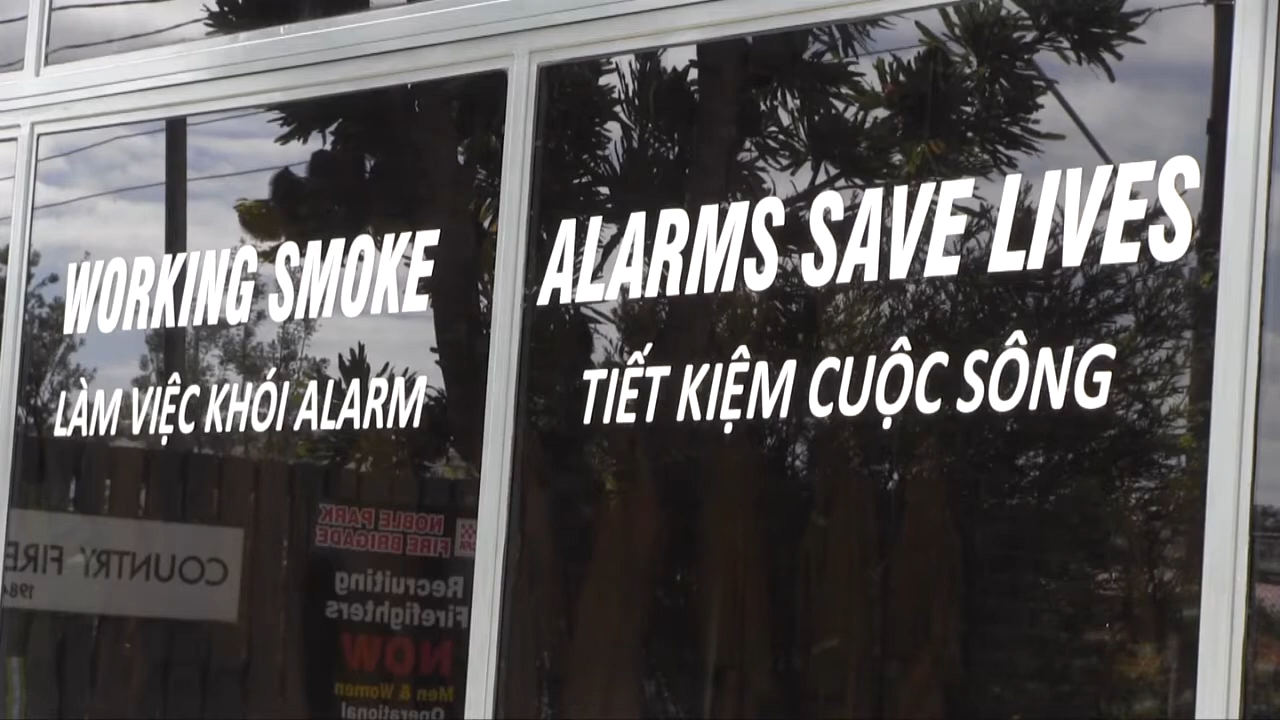 WORKING SMOKE ALARMS SAVE LIVES
LÀM VIỆC KHÓI ALARM TIẾT KIỆM CUỘC SÔNG
COUNTRY FIRE
198
NOBLE PARK
FIRE BRIGADE
Recruiting
Firefighters
NOW
Men & Women
Operational